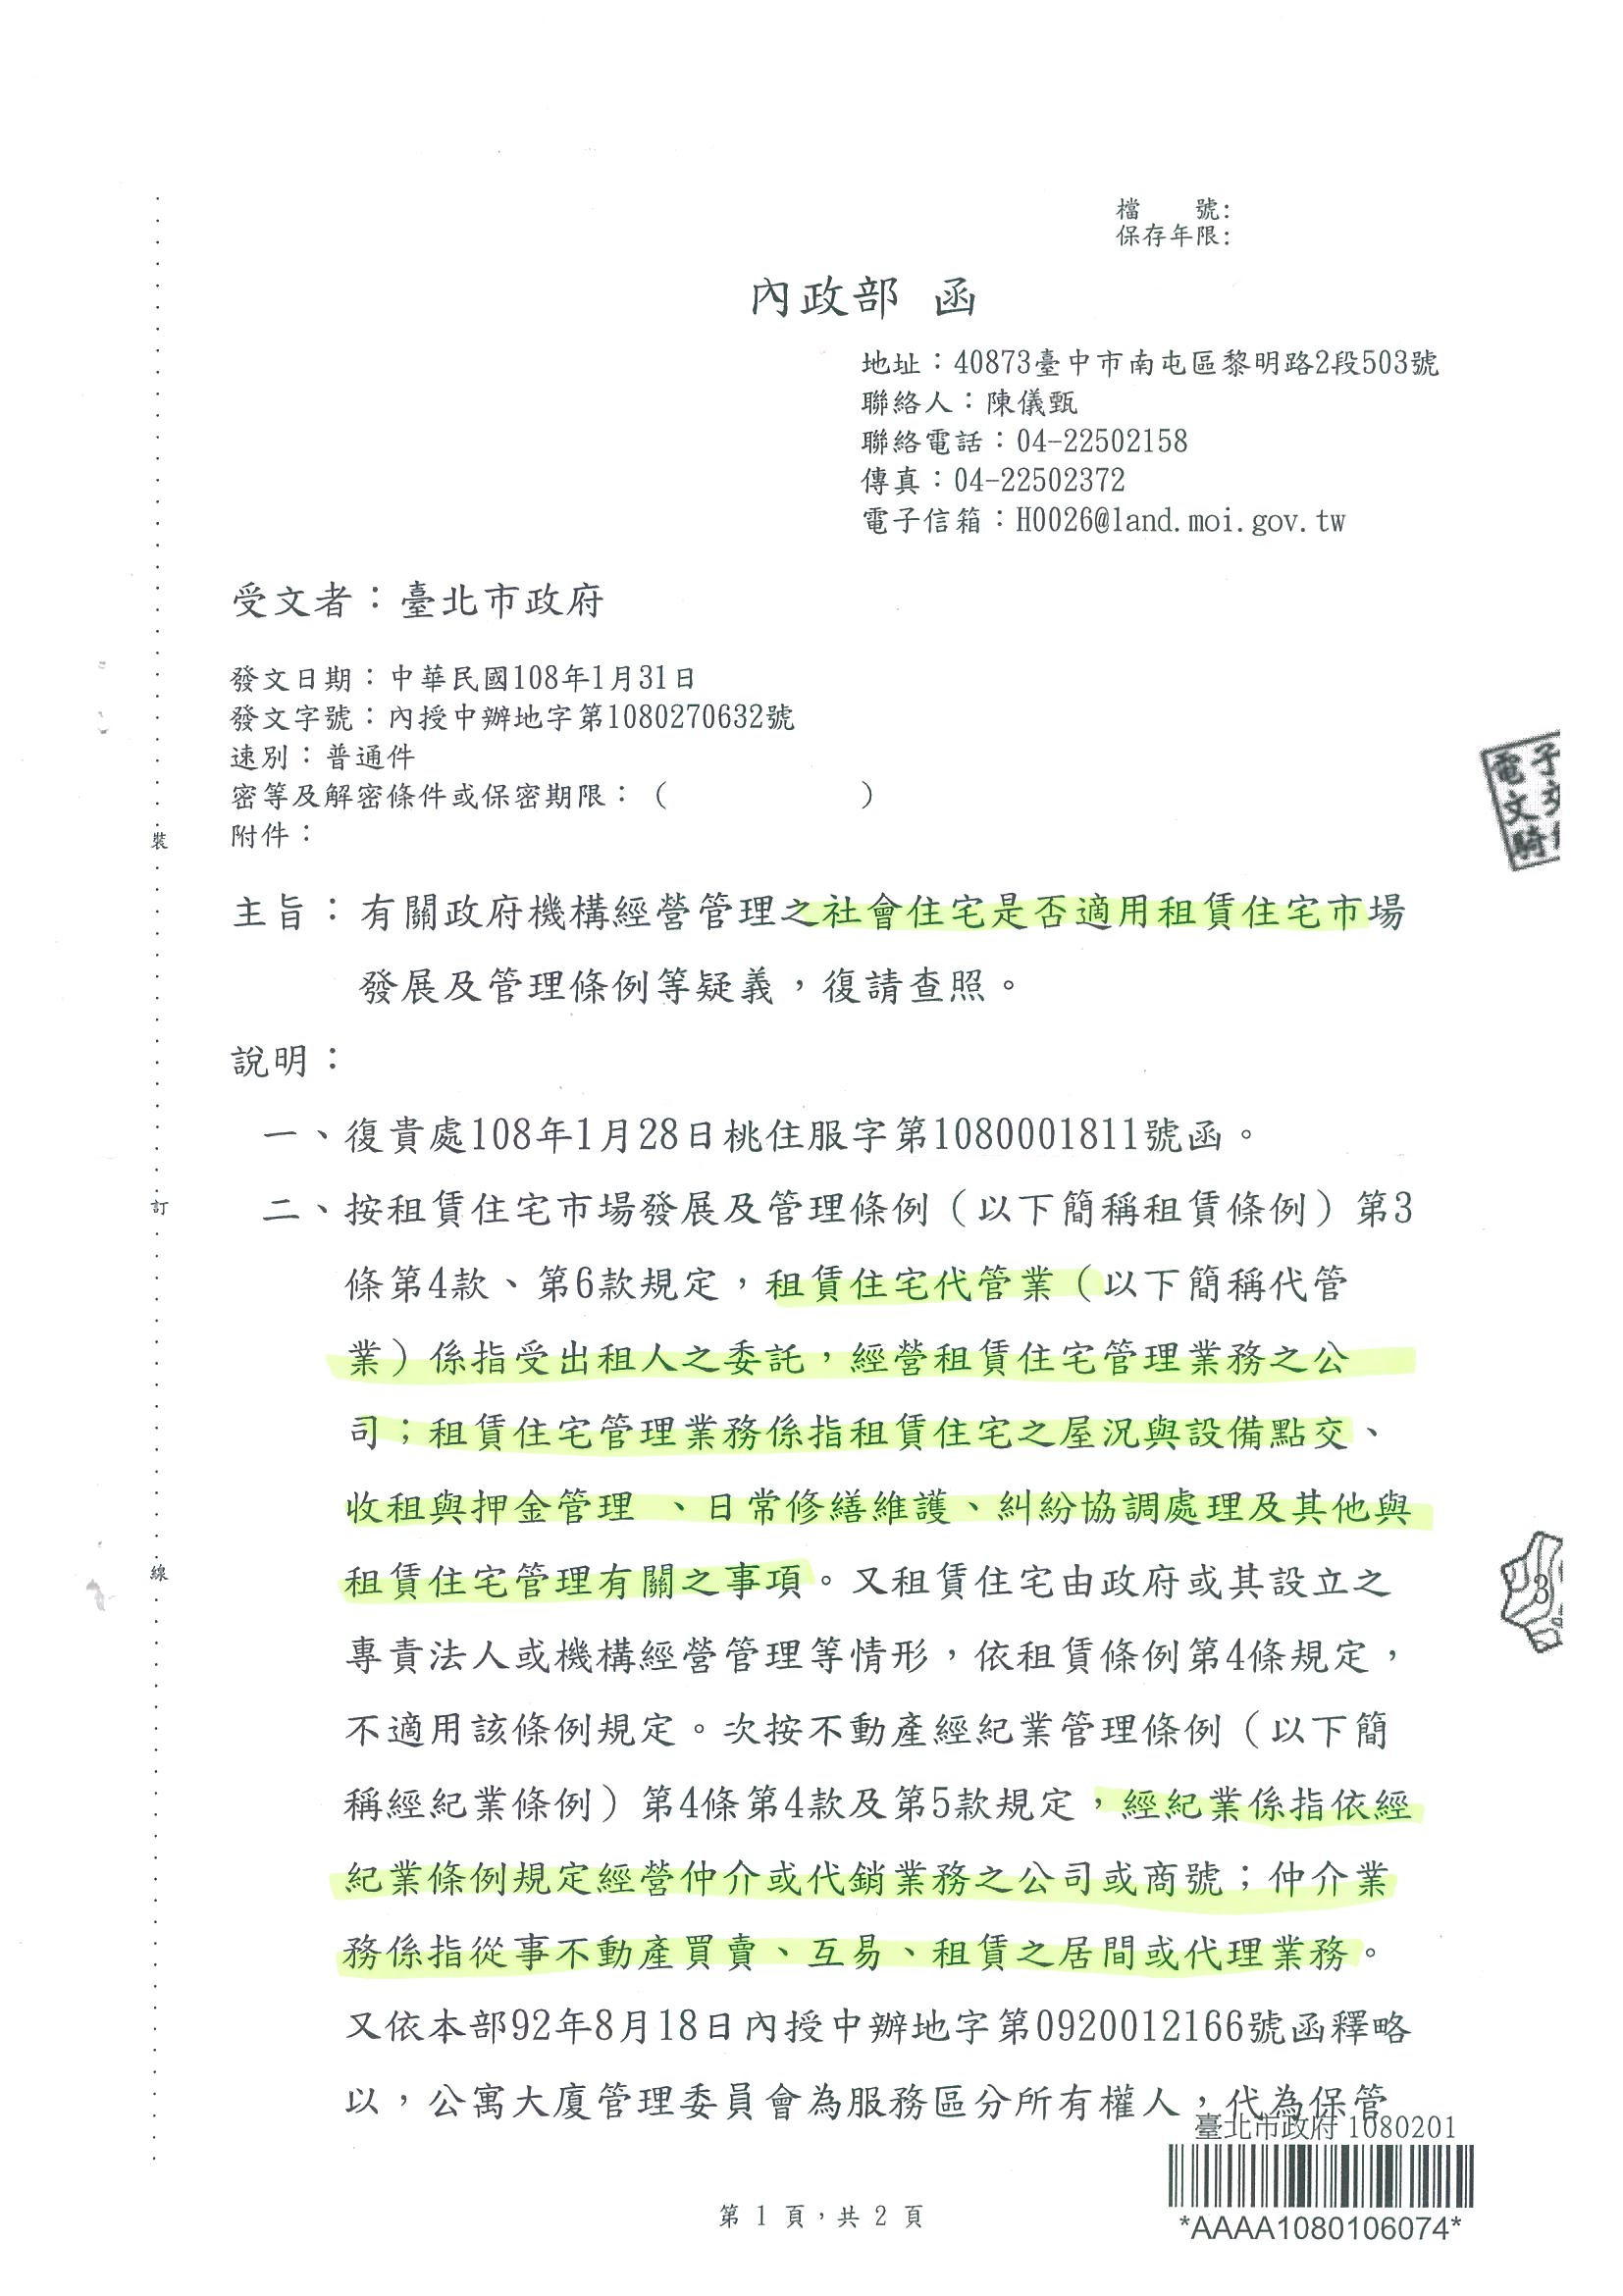 檔　　號:
保存年限:
內政部 函
地址：40873臺中市南屯區黎明路2段503號
聯絡人：陳儀甄
聯絡電話：04-22502158
傳真：04-22502372
電子信箱：H0026@land.moi.gov.tw
受文者：臺北市政府
發文日期：中華民國108年1月31日
發文字號：內授中辦地字第1080270632號
速別：普通件
密等及解密條件或保密期限：（　　　　　　　）
附件：
主旨：有關政府機構經營管理之社會住宅是否適用租賃住宅市場
發展及管理條例等疑義，復請查照。
說明：
一、復貴處108年1月28日桃住服字第1080001811號函。
二、按租賃住宅市場發展及管理條例（以下簡稱租賃條例）第3
條第4款、第6款規定，租賃住宅代管業（以下簡稱代管
業）係指受出租人之委託，經營租賃住宅管理業務之公
司；租賃住宅管理業務係指租賃住宅之屋況與設備點交、
收租與押金管理 、日常修繕維護、糾紛協調處理及其他與
租賃住宅管理有關之事項。又租賃住宅由政府或其設立之
專責法人或機構經營管理等情形，依租賃條例第4條規定，
不適用該條例規定。次按不動產經紀業管理條例（以下簡
稱經紀業條例）第4條第4款及第5款規定，經紀業係指依經
紀業條例規定經營仲介或代銷業務之公司或商號；仲介業
務係指從事不動產買賣、互易、租賃之居間或代理業務。
又依本部92年8月18日內授中辦地字第0920012166號函釋略
以，公寓大廈管理委員會為服務區分所有權人，代為保管
臺北市政府 1080201
*AAAA1080106074*
第 1 頁，共 2 頁
裝
訂
線
電子
文
騎
3